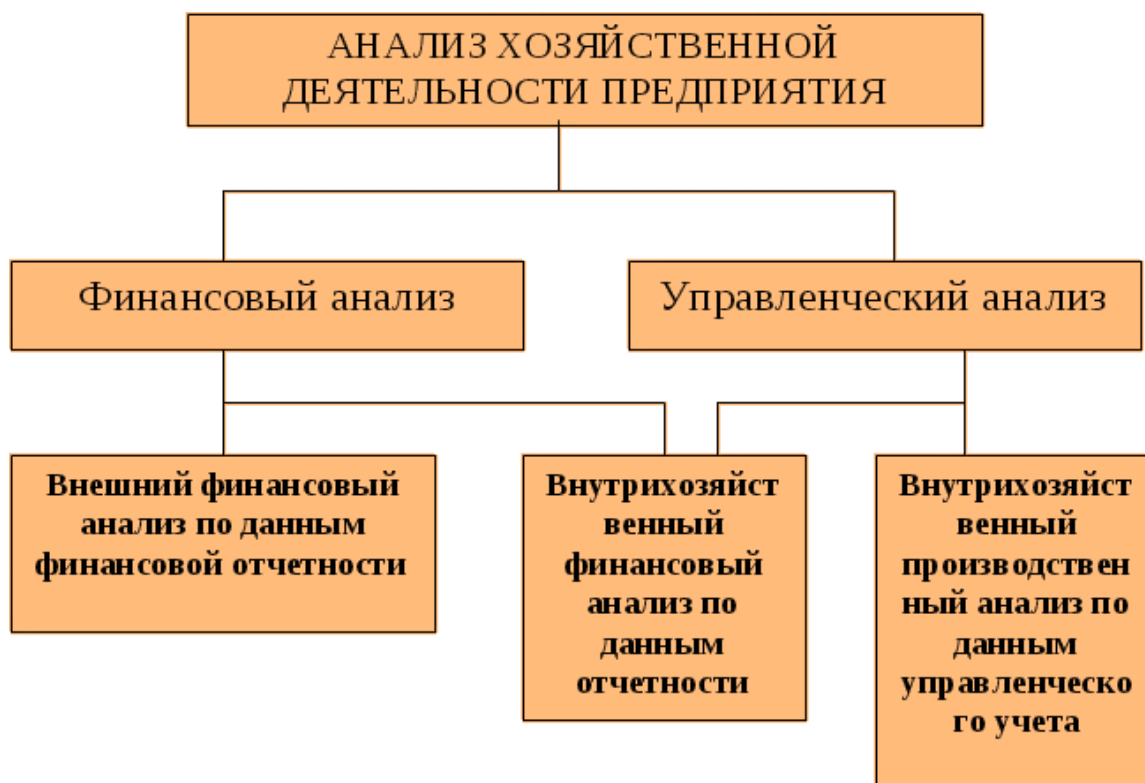 АНАЛИЗ ХОЗЯЙСТВЕННОЙ
ДЕЯТЕЛЬНОСТИ ПРЕДПРИЯТИЯ
Финансовый анализ
Управленческий анализ
Внешний финансовый
анализ по данным
финансовой отчетности
Внутрихозяйст
венный
финансовый
анализ по
данным
отчетности
Внутрихозяйст
венный
производствен
ный анализ по
данным
управленческо
го учета